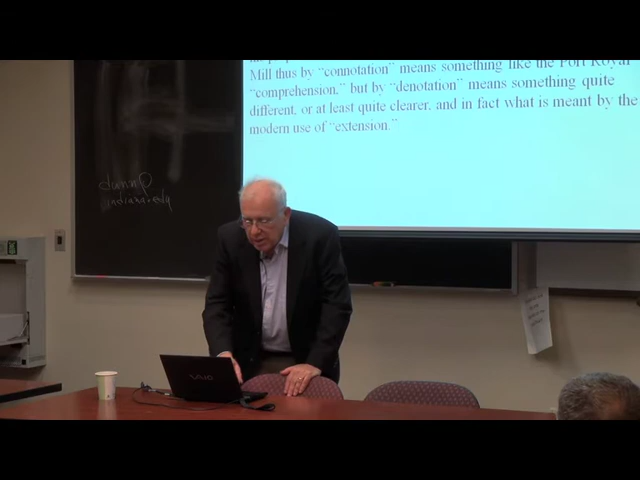 Mill thus by “connotation” means something like the Port Royal
“comprehension,” but by “denotation” means something quite
different, or at least quite clearer, and in fact what is meant by the
modern use of “extension.”
dunn@
indiana.edu
VAIO